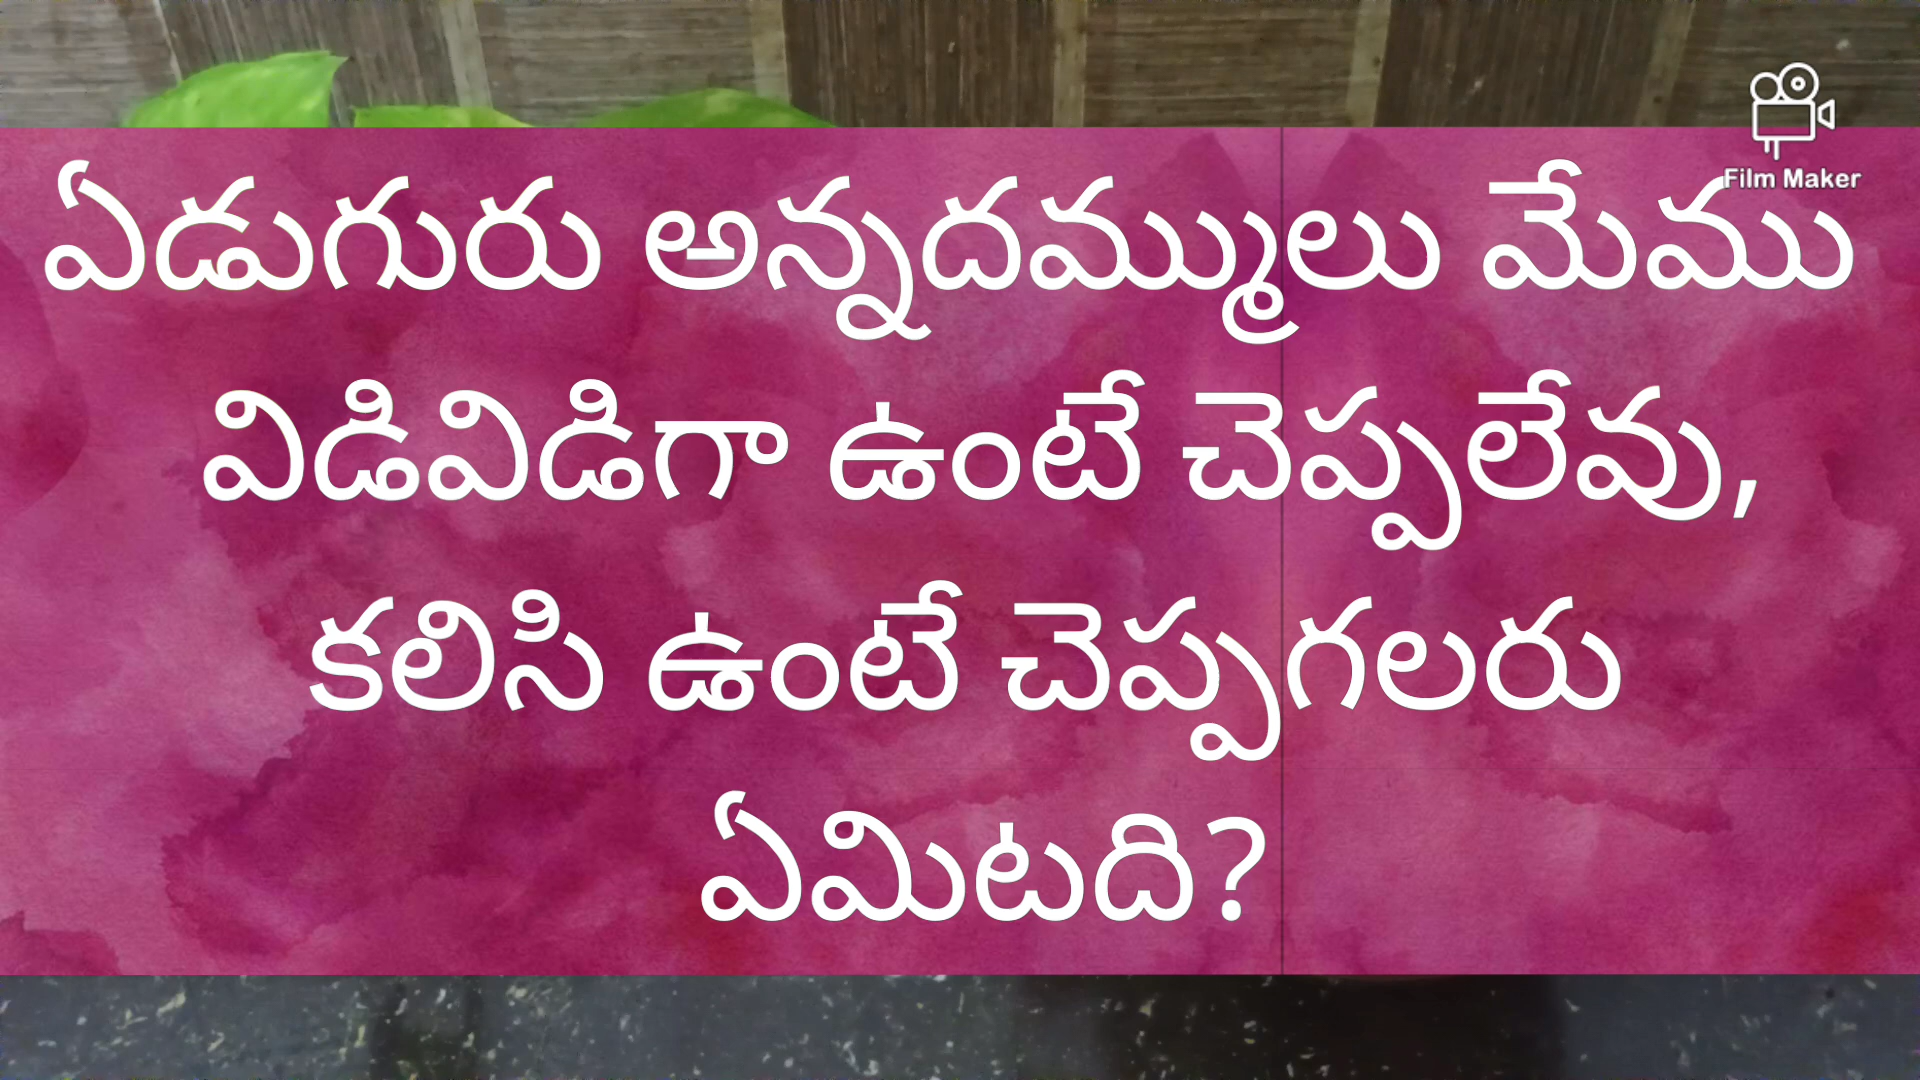 Film Maker
ఏడుగురు అన్నదమ్ములు మేము
విడివిడిగా ఉంటే చెప్పలేవు,
కలిసి ఉంటే చెప్పగలరు
ఏమిటది?